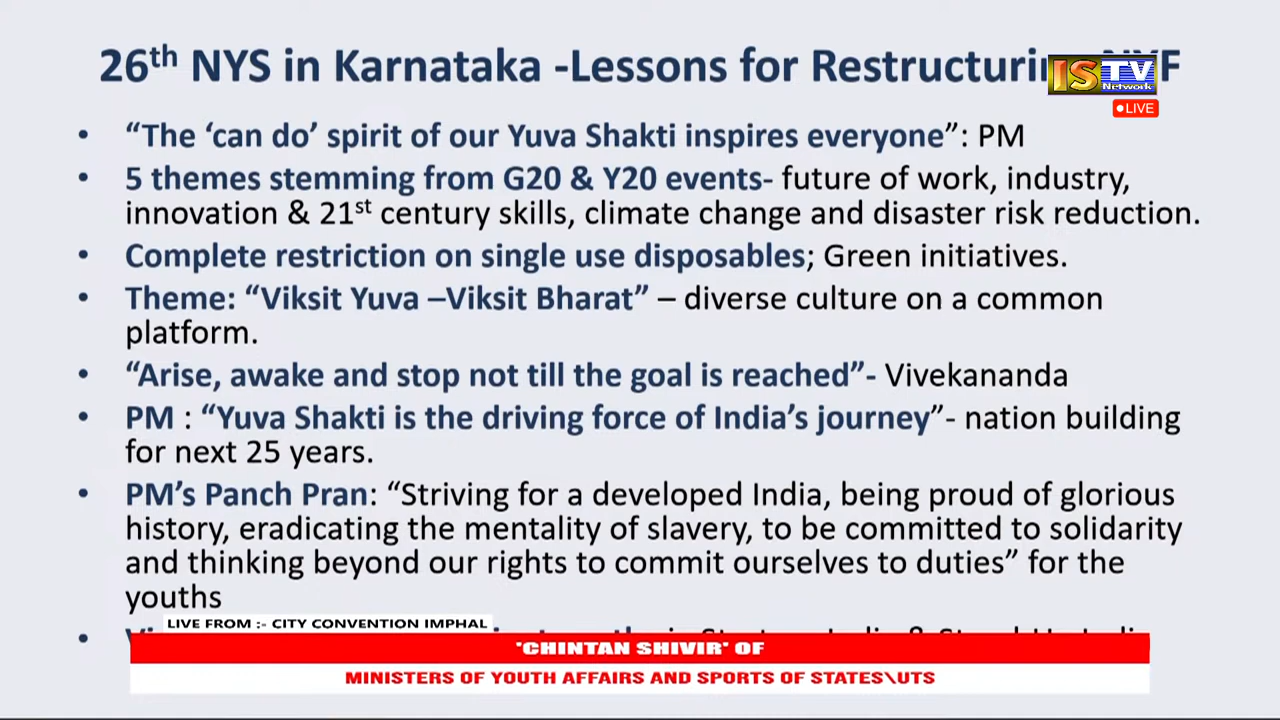 26th NYS in Karnataka -Lessons for Restructuring NYF
ISTV
Network
LIVE
• “The ‘can do’ spirit of our Yuva Shakti inspires everyone”: PM
• 5 themes stemming from G20 & Y20 events- future of work, industry,
innovation & 21st century skills, climate change and disaster risk reduction.
• Complete restriction on single use disposables; Green initiatives.
• Theme: “Viksit Yuva –Viksit Bharat” – diverse culture on a common
platform.
• “Arise, awake and stop not till the goal is reached”- Vivekananda
• PM : “Yuva Shakti is the driving force of India’s journey”- nation building
for next 25 years.
• PM’s Panch Pran: “Striving for a developed India, being proud of glorious
history, eradicating the mentality of slavery, to be committed to solidarity
and thinking beyond our rights to commit ourselves to duties” for the
youths
LIVE FROM :- CITY CONVENTION IMPHAL
'CHINTAN SHIVIR' OF
MINISTERS OF YOUTH AFFAIRS AND SPORTS OF STATES\UTS